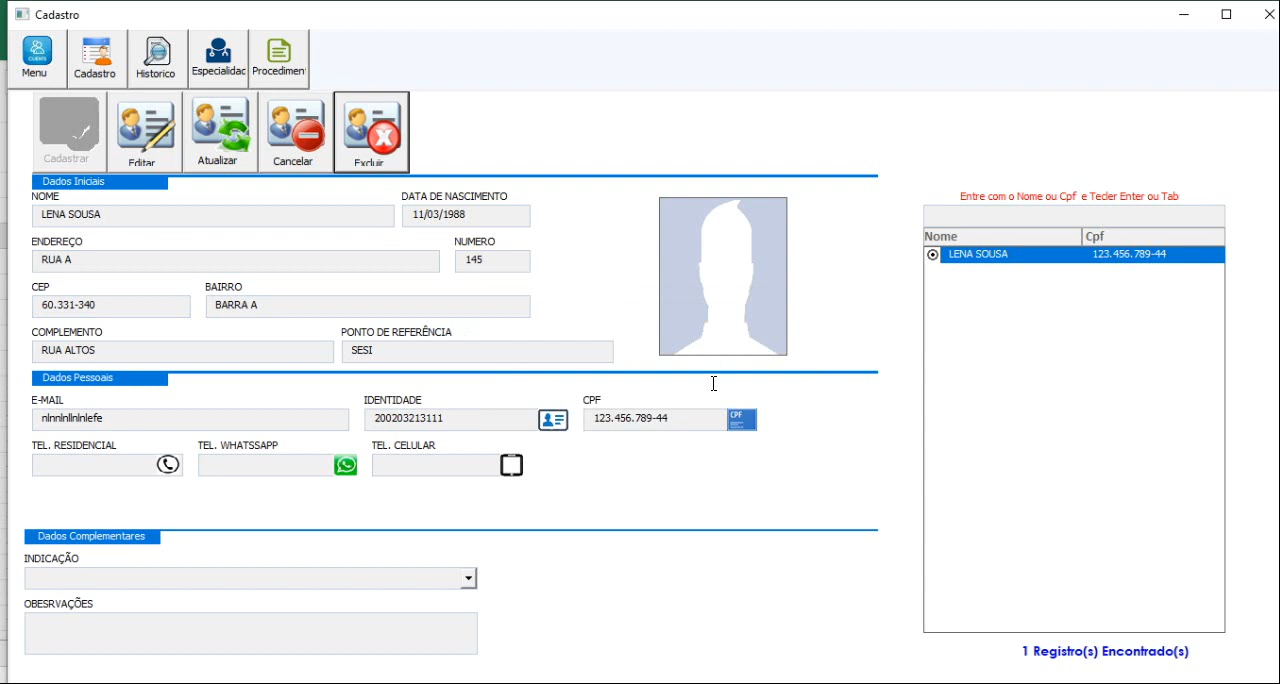 Cadastro
CLIENTES
Menu
Cadastro
Historico
Especialidac
Procediment
Cadastrar
Editar
Atualizar
Cancelar
Excluir
Dados Iniciais
NOME
DATA DE NASCIMENTO
LENA SOUSA
11/03/1988
ENDEREÇO
NUMERO
RUA A
145
CEP
BAIRRO
60.331-340
BARRA A
COMPLEMENTO
PONTO DE REFERÊNCIA
RUA ALTOS
SESI
Dados Pessoais
E-MAIL
IDENTIDADE
CPF
nlnnlnllnlnlefe
200203213111
123.456.789-44
CPF
TEL. RESIDENCIAL
TEL. WHATSSAPP
TEL. CELULAR
Dados Complementares
INDICAÇÃO
OBESRVAÇÕES
Entre com o Nome ou Cpf e Tecler Enter ou Tab
Nome
Cpf
LENA SOUSA
123.456.789-44
1 Registro(s) Encontrado(s)